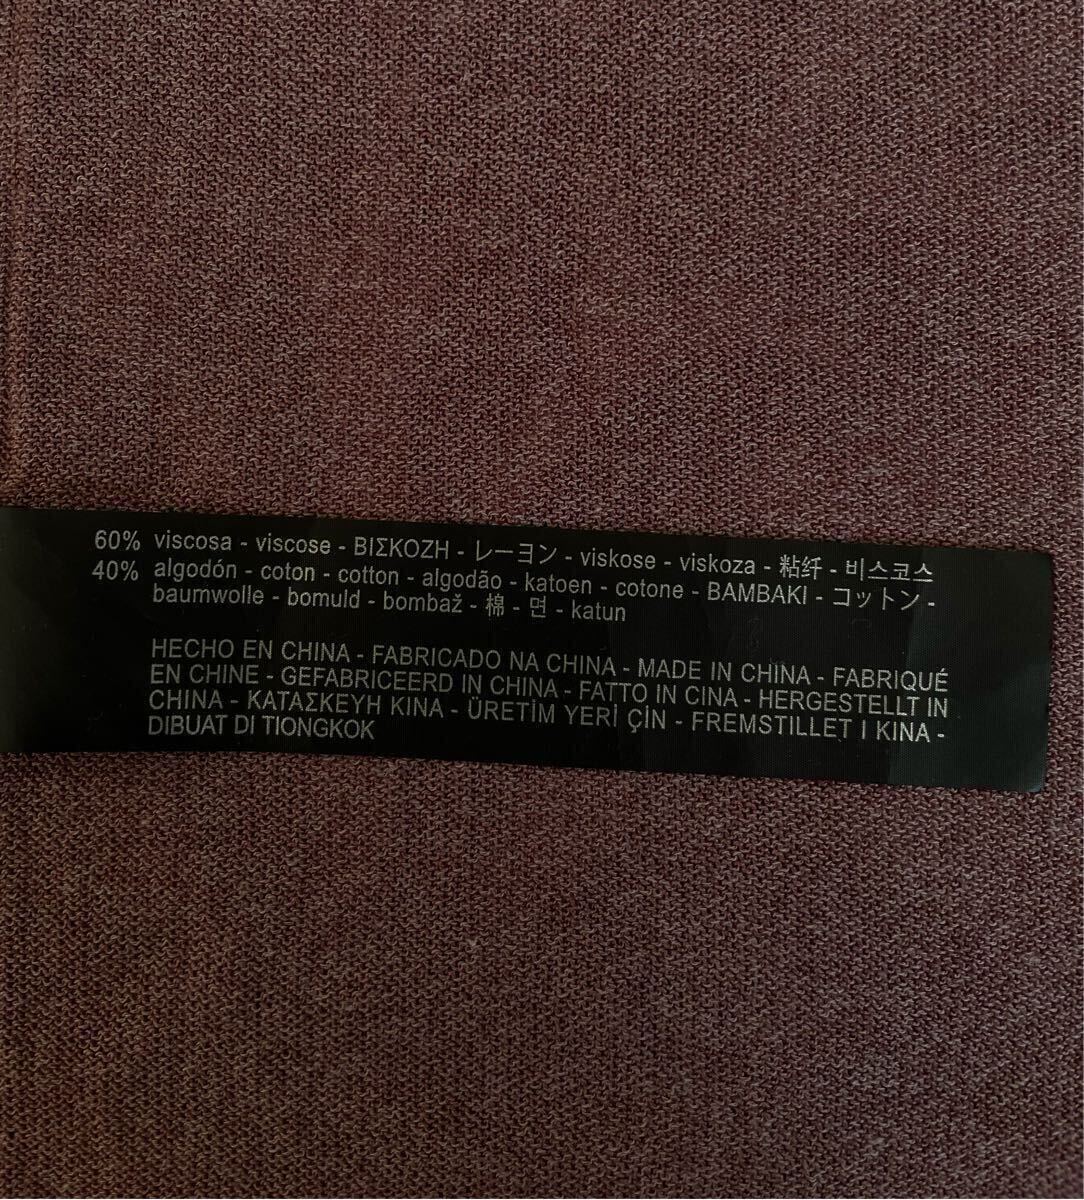 60% viscosa - viscose - ΒΙΣΚΟΖΗ - レーヨン - viskose - viskoza - 粘纤 - 비스코스
40% algodón - coton - cotton - algodão - katoen - cotone - BAMBAKI - コットン -
baumwolle - bomuld - bombaž - 棉 - 면 - katun
HECHO EN CHINA - FABRICADO NA CHINA - MADE IN CHINA - FABRIQUÉ
EN CHINE - GEFABRICEERD IN CHINA - FATTO IN CINA - HERGESTELLT IN
CHINA - ΚΑΤΑΣΚΕΥΗ ΚΙΝΑ - ÜRETİM YERİ ÇİN - FREMSTILLET I KINA -
DIBUAT DI TIONGKOK